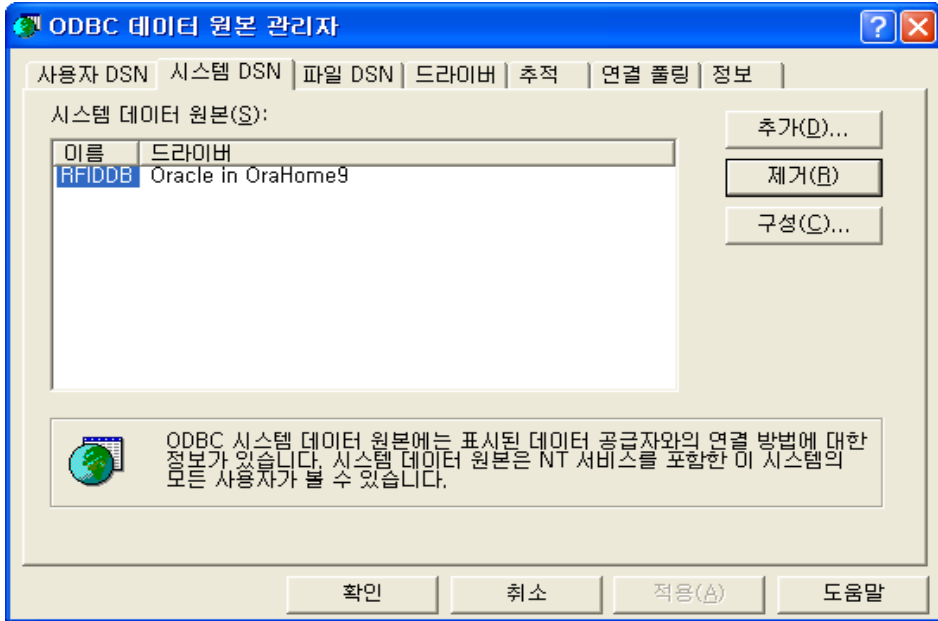 ODBC 데이터 원본 관리자
사용자 DSN 시스템 DSN 파일 DSN 드라이버 추적 연결 풀링 정보
시스템 데이터 원본(S):
추가(D)...
이름 드라이버
RFIDDB Oracle in OraHome9
제거(R)
구성(C)...
ODBC 시스템 데이터 원본에는 표시된 데이터 공급자와의 연결 방법에 대한
정보가 있습니다. 시스템 데이터 원본은 NT 서비스를 포함한 이 시스템의
모든 사용자가 볼 수 있습니다.
확인 취소 적용(A) 도움말